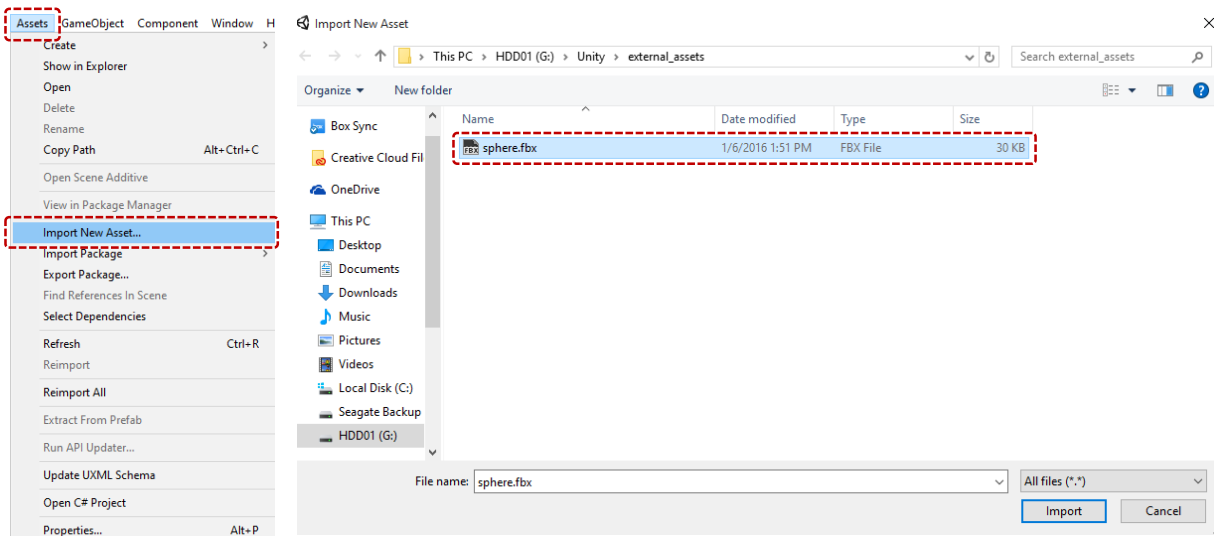 Assets GameObject Component Window H
Create
Show in Explorer
Open
Delete
Rename
Copy Path Alt+Ctrl+C
Open Scene Additive
View in Package Manager
Import New Asset...
Import Package
Export Package...
Find References In Scene
Select Dependencies
Refresh Ctrl+R
Reimport
Reimport All
Extract From Prefab
Run API Updater...
Update UXML Schema
Open C# Project
Properties... Alt+P
Import New Asset
This PC > HDD01 (G:) > Unity > external_assets
Search external_assets
Organize New folder
Name Date modified Type Size
FBX sphere.fbx 1/6/2016 1:51 PM FBX File 30 KB
Box Sync
Creative Cloud Fil
OneDrive
This PC
Desktop
Documents
Downloads
Music
Pictures
Videos
Local Disk (C:)
Seagate Backup
HDD01 (G:)
File name: sphere.fbx All files (*.*)
Import Cancel